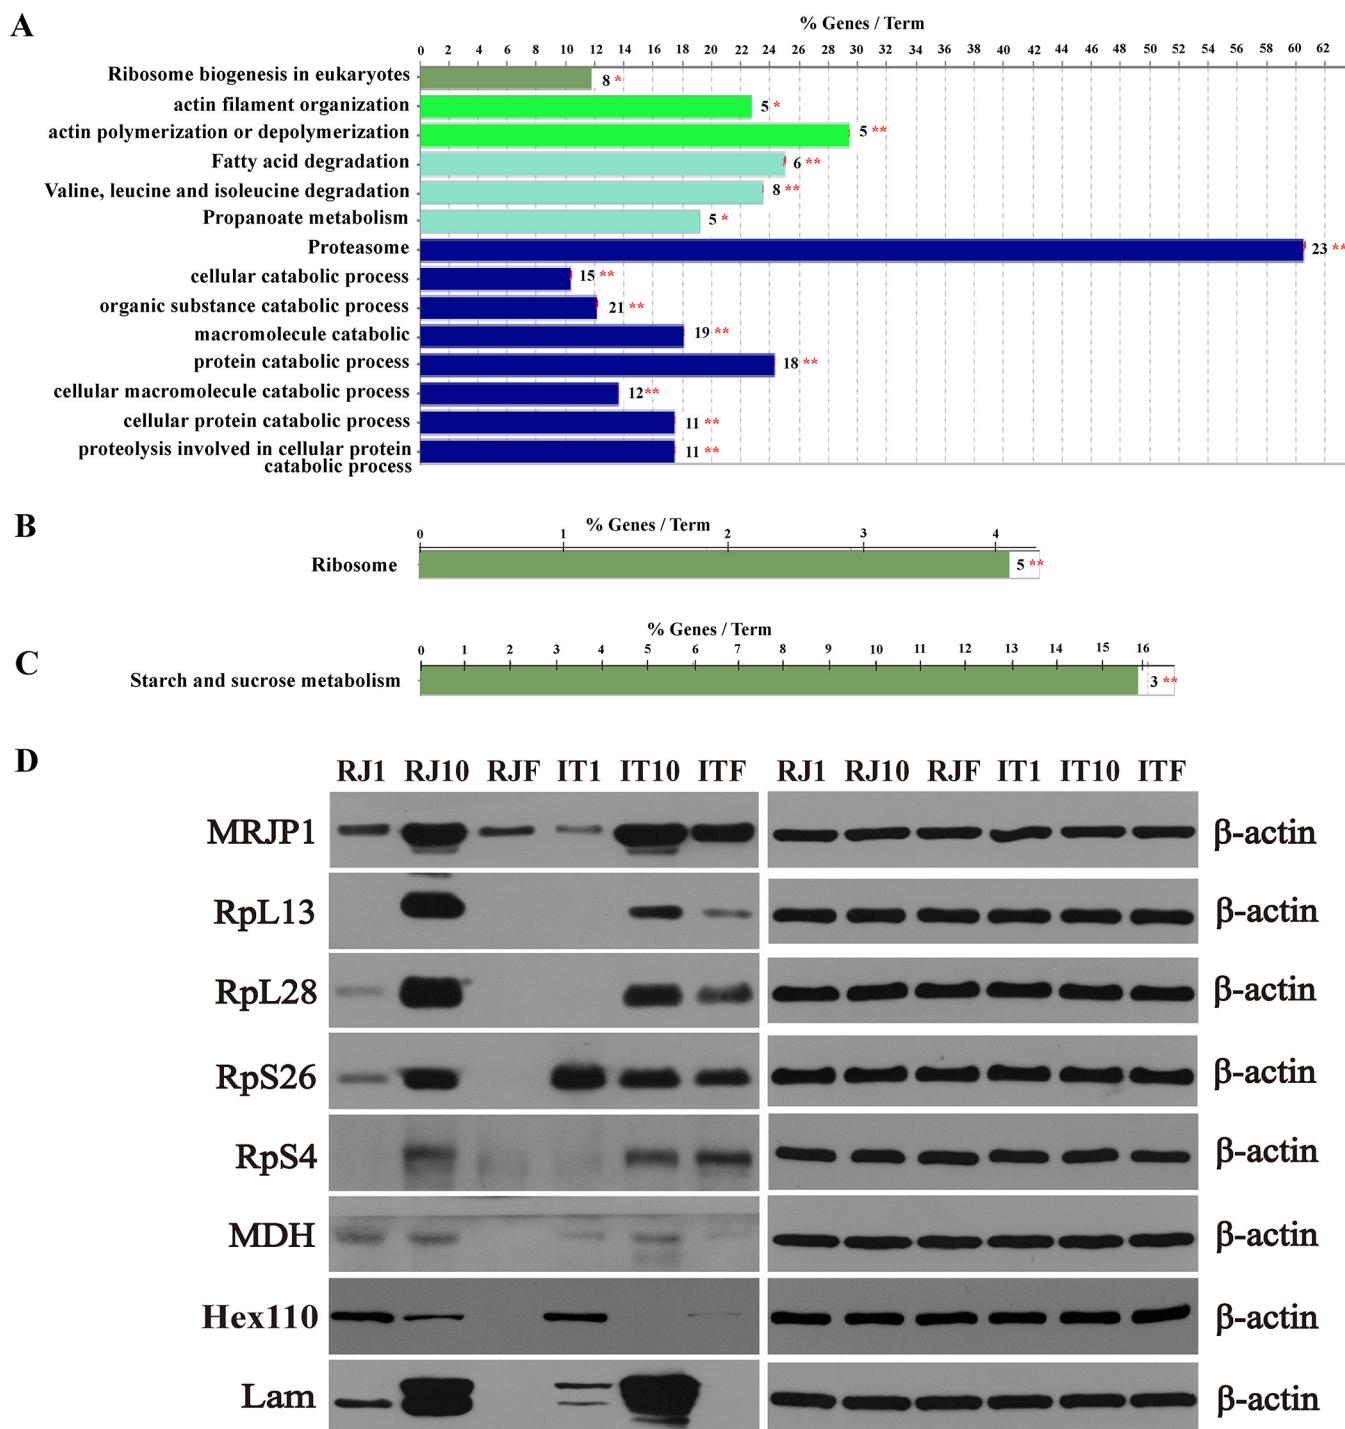 A
% Genes / Term
0 2 4 6 8 10 12 14 16 18 20 22 24 26 28 30 32 34 36 38 40 42 44 46 48 50 52 54 56 58 60 62
Ribosome biogenesis in eukaryotes 8 *
actin filament organization 5 *
actin polymerization or depolymerization 5 **
Fatty acid degradation 6 **
Valine, leucine and isoleucine degradation 8 **
Propanoate metabolism 5 *
Proteasome 23 **
cellular catabolic process 15 **
organic substance catabolic process 21 **
macromolecule catabolic 19 **
protein catabolic process 18 **
cellular macromolecule catabolic process 12 **
cellular protein catabolic process 11 **
proteolysis involved in cellular protein 11 **
catabolic process
B
% Genes / Term
0 1 2 3 4
Ribosome 5 **
C
% Genes / Term
0 1 2 3 4 5 6 7 8 9 10 11 12 13 14 15 16
Starch and sucrose metabolism 3 **
D
RJ1 RJ10 RJF IT1 IT10 ITF RJ1 RJ10 RJF IT1 IT10 ITF
MRJP1 β-actin
RpL13 β-actin
RpL28 β-actin
RpS26 β-actin
RpS4 β-actin
MDH β-actin
Hex110 β-actin
Lam β-actin